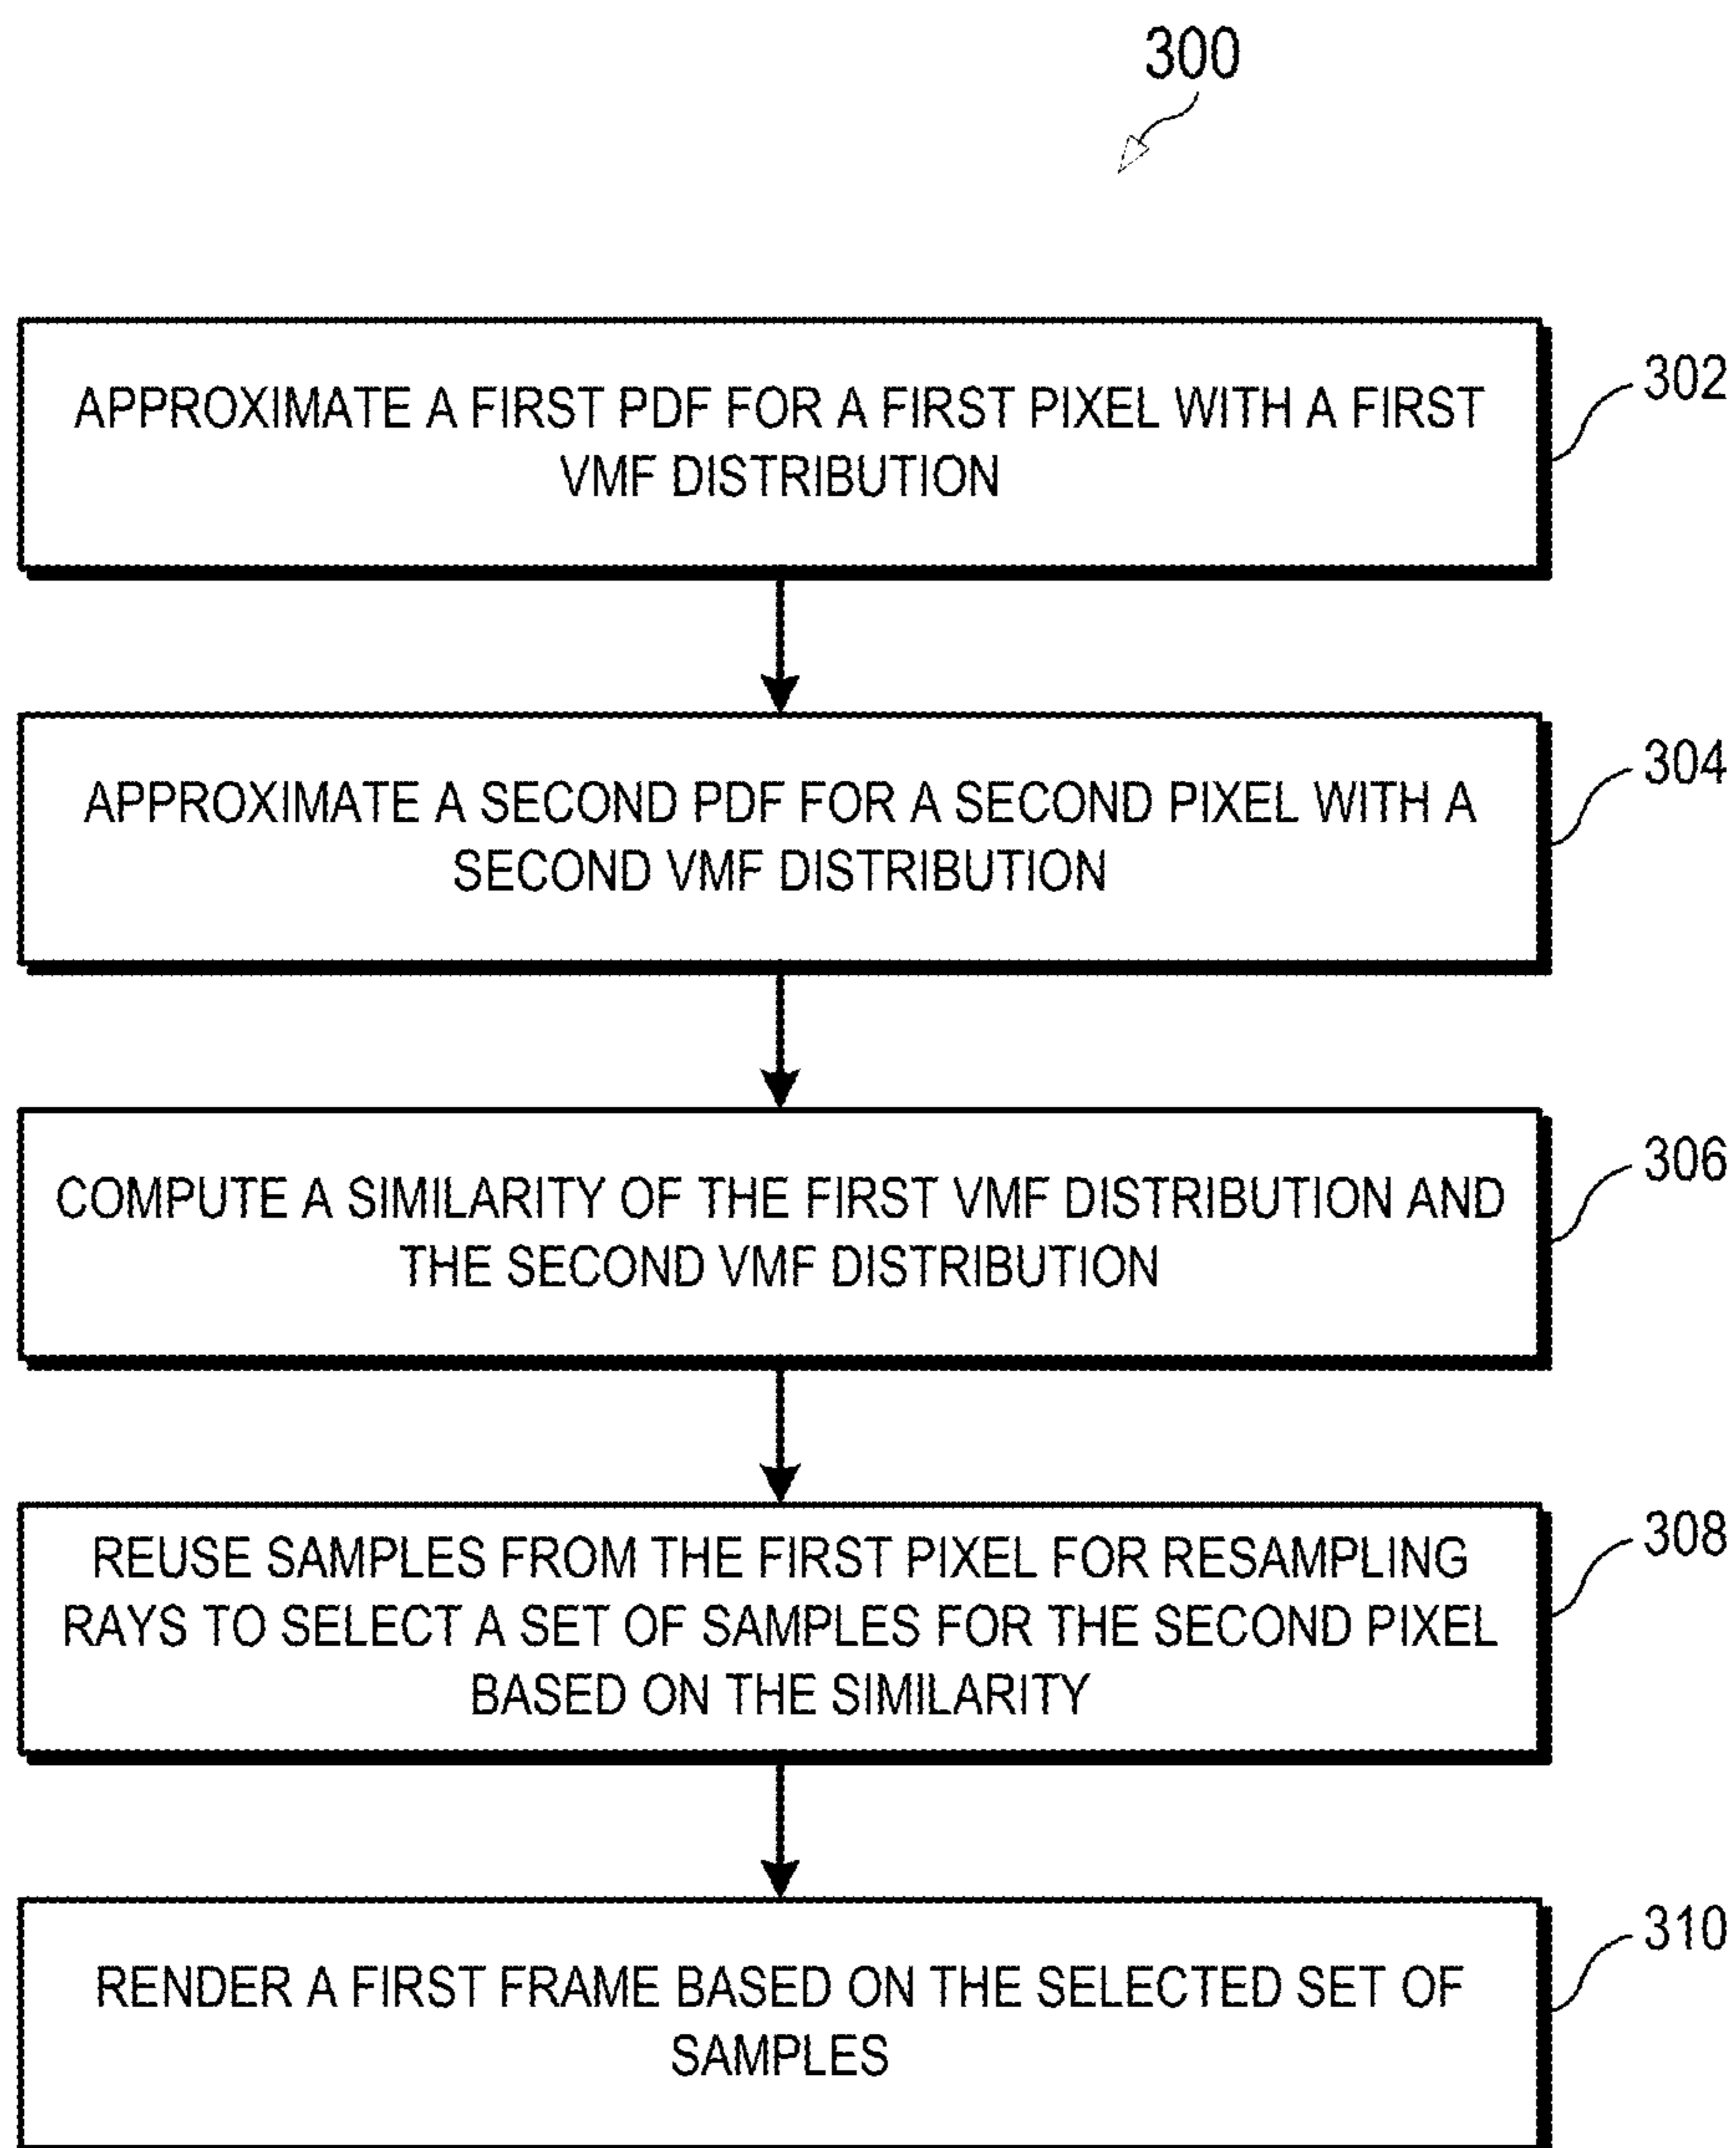 300
APPROXIMATE A FIRST PDF FOR A FIRST PIXEL WITH A FIRST
VMF DISTRIBUTION
302
APPROXIMATE A SECOND PDF FOR A SECOND PIXEL WITH A
SECOND VMF DISTRIBUTION
304
COMPUTE A SIMILARITY OF THE FIRST VMF DISTRIBUTION AND
THE SECOND VMF DISTRIBUTION
306
REUSE SAMPLES FROM THE FIRST PIXEL FOR RESAMPLING
RAYS TO SELECT A SET OF SAMPLES FOR THE SECOND PIXEL
BASED ON THE SIMILARITY
308
RENDER A FIRST FRAME BASED ON THE SELECTED SET OF
SAMPLES
310